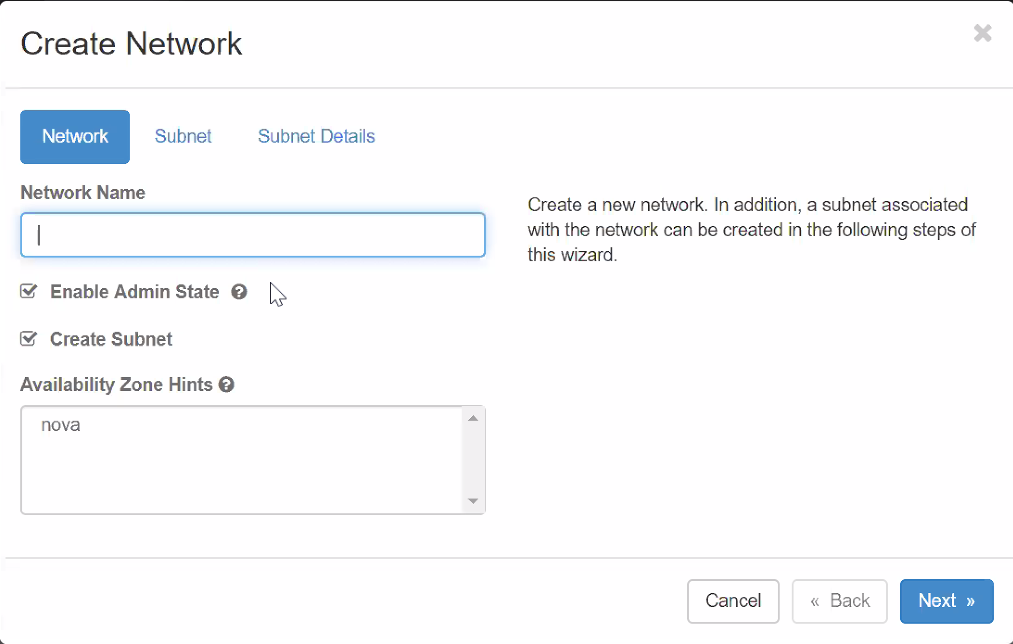 Create Network
Network Subnet Subnet Details
Network Name
Create a new network. In addition, a subnet associated
with the network can be created in the following steps of
this wizard.
Enable Admin State
Create Subnet
Availability Zone Hints
nova
Cancel « Back Next »